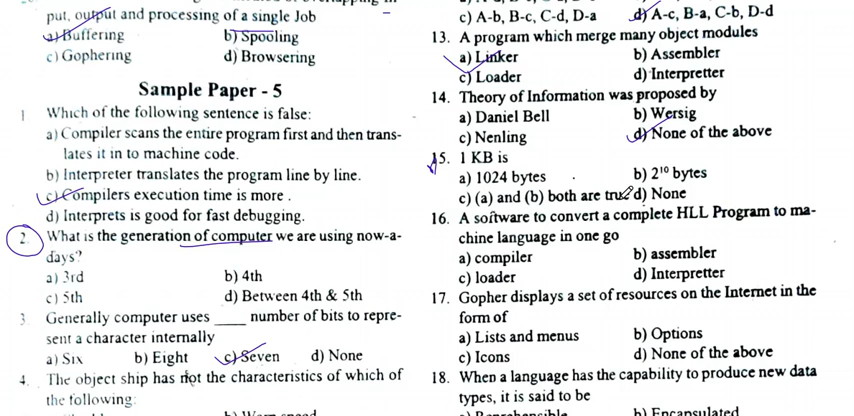 put, output and processing of a single Job
a) Buffering b) Spooling
c) Gophering d) Browsering
Sample Paper - 5
1 Which of the following sentence is false:
a) Compiler scans the entire program first and then trans-
lates it in to machine code.
b) Interpreter translates the program line by line.
c) Compilers execution time is more .
d) Interprets is good for fast debugging.
2. What is the generation of computer we are using now-a-
days?
a) 3rd b) 4th
c) 5th d) Between 4th & 5th
3. Generally computer uses ____ number of bits to repre-
sent a character internally
a) Six b) Eight c) Seven d) None
4. The object ship has not the characteristics of which of
the following:
c) A-b, B-c, C-d, D-a d) A-c, B-a, C-b, D-d
13. A program which merge many object modules
a) Linker b) Assembler
c) Loader d) Interpretter
14. Theory of Information was proposed by
a) Daniel Bell b) Wersig
c) Nenling d) None of the above
15. 1 KB is
a) 1024 bytes b) 2¹⁰ bytes
c) (a) and (b) both are true d) None
16. A software to convert a complete HLL Program to ma-
chine language in one go
a) compiler b) assembler
c) loader d) Interpretter
17. Gopher displays a set of resources on the Internet in the
form of
a) Lists and menus b) Options
c) Icons d) None of the above
18. When a language has the capability to produce new data
types, it is said to be
a) Reprehensible b) Encapsulated